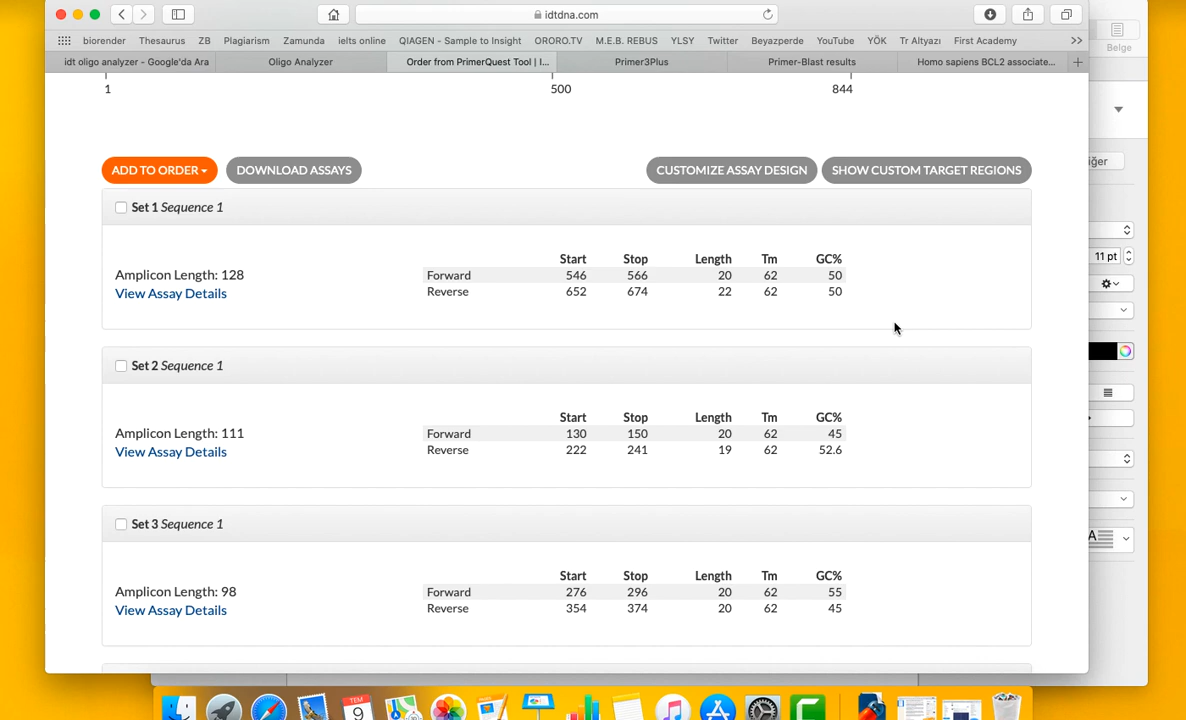 idtdna.com
biorender Thesaurus ZB Plagiarism Zamunda ielts online QIAGEN - Sample to Insight ORORO.TV M.E.B. REBUS YLSY Twitter Beyazperde YouTube YÖK Tr Altyazı First Academy >>
idt oligo analyzer - Google'da Ara Oligo Analyzer Order from PrimerQuest Tool | I... Primer3Plus Primer-Blast results Homo sapiens BCL2 associate... +
Belge
1 500 844
ADD TO ORDER DOWNLOAD ASSAYS CUSTOMIZE ASSAY DESIGN SHOW CUSTOM TARGET REGIONS
iğer
Set 1 Sequence 1
Start Stop Length Tm GC%
Amplicon Length: 128 Forward 546 566 20 62 50
View Assay Details Reverse 652 674 22 62 50
11 pt
Set 2 Sequence 1
Start Stop Length Tm GC%
Amplicon Length: 111 Forward 130 150 20 62 45
View Assay Details Reverse 222 241 19 62 52.6
Set 3 Sequence 1
A
Start Stop Length Tm GC%
Amplicon Length: 98 Forward 276 296 20 62 55
View Assay Details Reverse 354 374 20 62 45
TEM
9